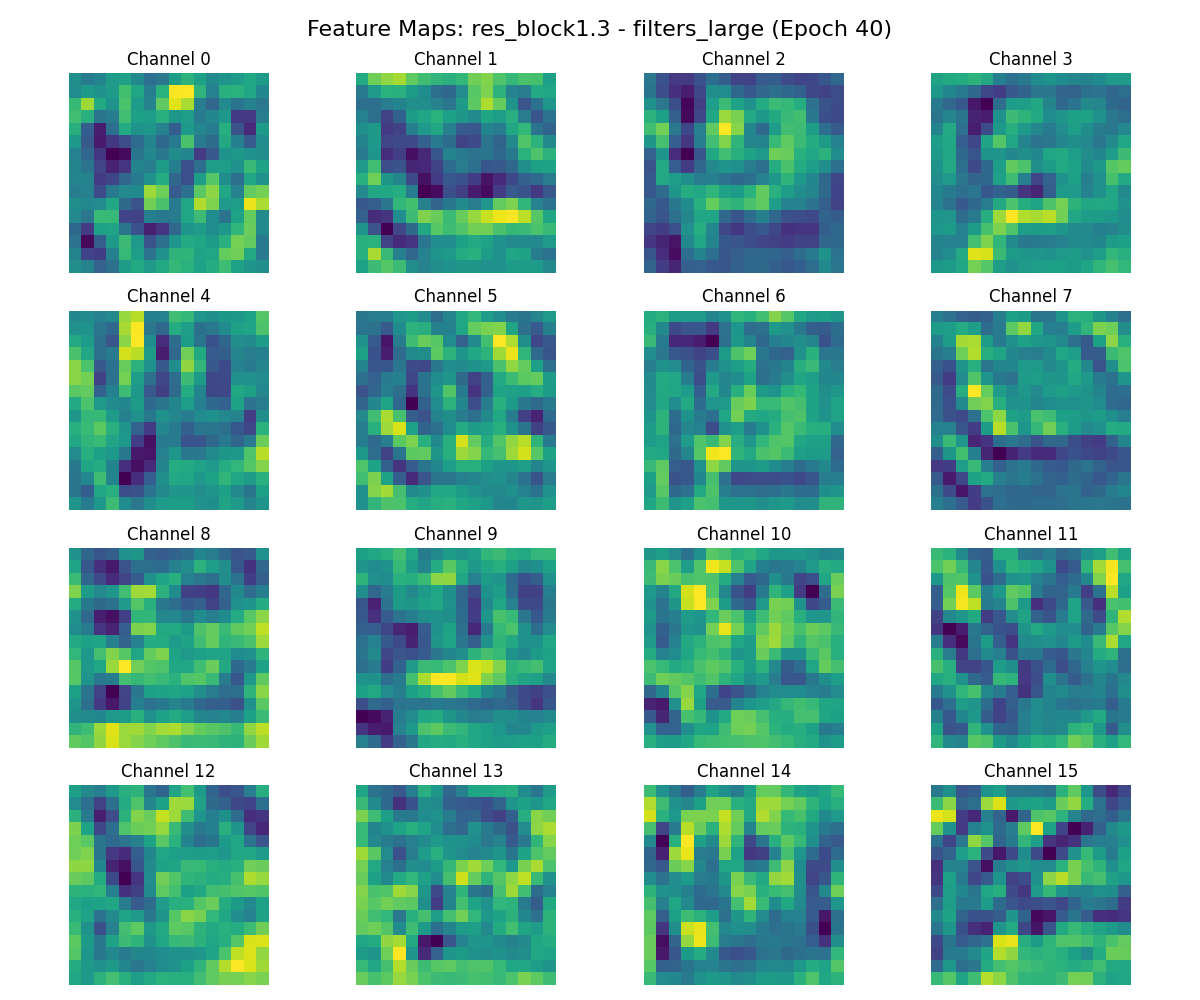 Feature Maps: res_block1.3 - filters_large (Epoch 40)
Channel 0 Channel 1 Channel 2 Channel 3
Channel 4 Channel 5 Channel 6 Channel 7
Channel 8 Channel 9 Channel 10 Channel 11
Channel 12 Channel 13 Channel 14 Channel 15